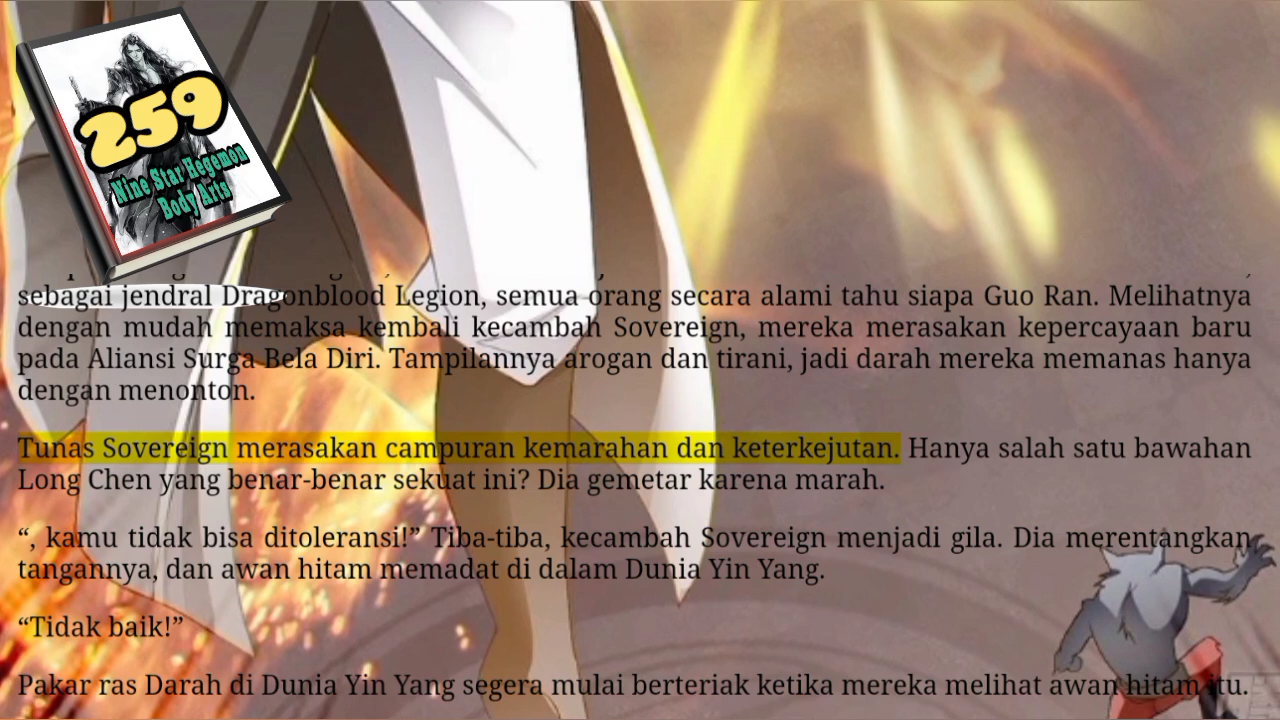 259
Nine Star Hegemon
Body Arts
sebagai jendral Dragonblood Legion, semua orang secara alami tahu siapa Guo Ran. Melihatnya
dengan mudah memaksa kembali kecambah Sovereign, mereka merasakan kepercayaan baru
pada Aliansi Surga Bela Diri. Tampilannya arogan dan tirani, jadi darah mereka memanas hanya
dengan menonton.
Tunas Sovereign merasakan campuran kemarahan dan keterkejutan. Hanya salah satu bawahan
Long Chen yang benar-benar sekuat ini? Dia gemetar karena marah.
“, kamu tidak bisa ditoleransi!” Tiba-tiba, kecambah Sovereign menjadi gila. Dia merentangkan
tangannya, dan awan hitam memadat di dalam Dunia Yin Yang.
“Tidak baik!”
Pakar ras Darah di Dunia Yin Yang segera mulai berteriak ketika mereka melihat awan hitam itu.